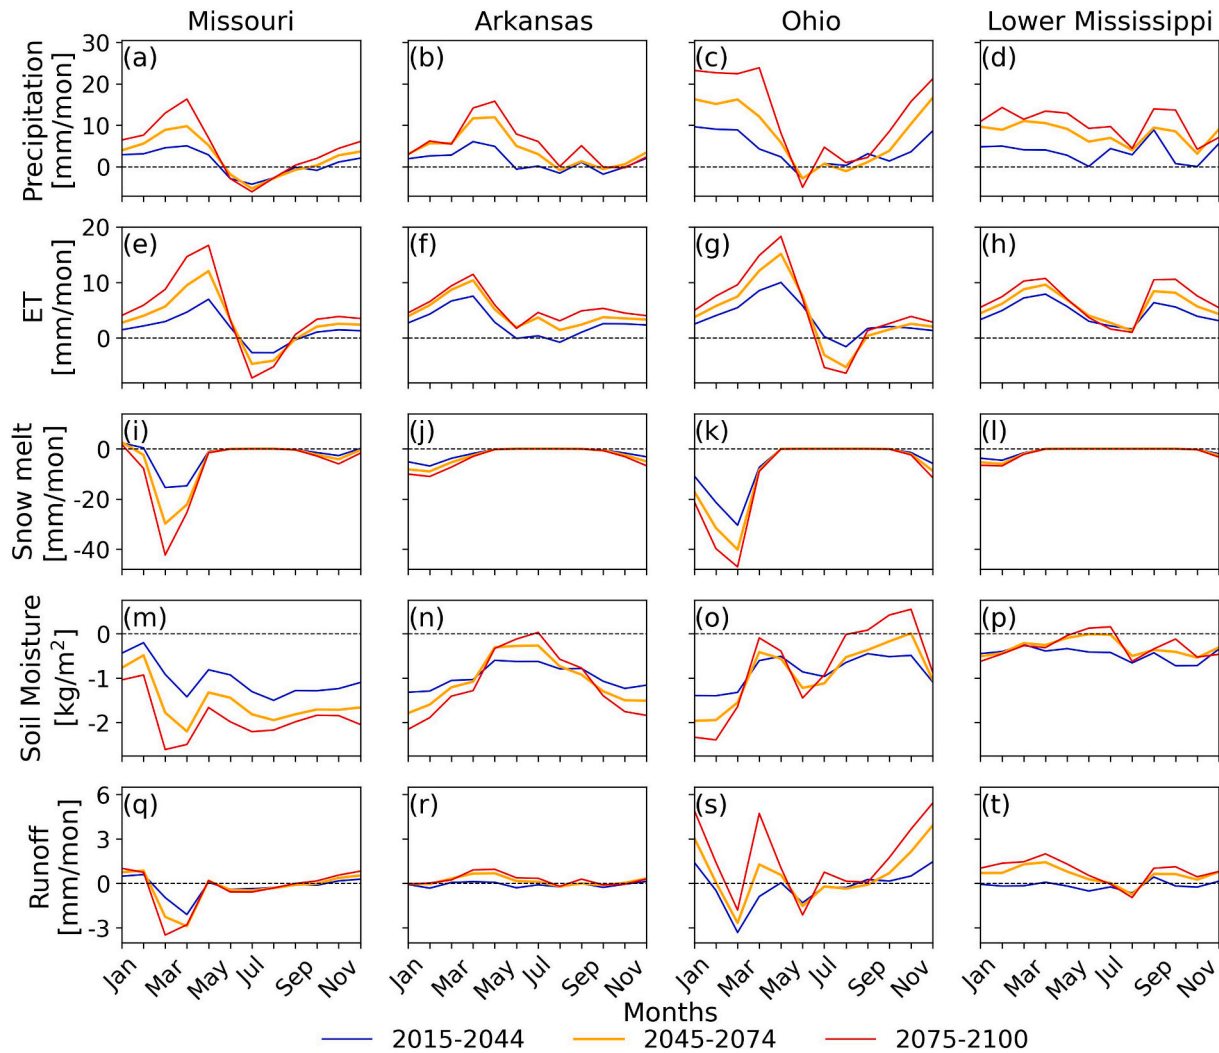 Missouri Arkansas Ohio Lower Mississippi
Precipitation
[mm/mon]
30
20
10
0
(a) (b) (c) (d)
ET
[mm/mon]
20
10
0
(e) (f) (g) (h)
Snow melt
[mm/mon]
0
-20
-40
(i) (j) (k) (l)
Soil Moisture
[kg/m²]
0
-1
-2
(m) (n) (o) (p)
Runoff
[mm/mon]
6
3
0
-3
(q) (r) (s) (t)
Jan Mar May Jul Sep Nov Jan Mar May Jul Sep Nov Jan Mar May Jul Sep Nov Jan Mar May Jul Sep Nov
Months
2015-2044 2045-2074 2075-2100